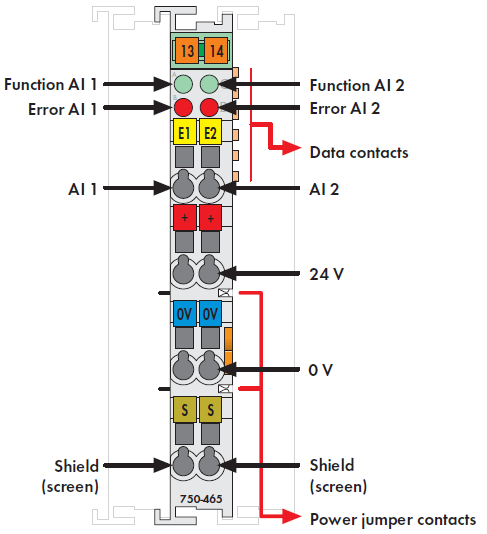 13 14
Function AI 1
Function AI 2
Error AI 1
Error AI 2
E1 E2
Data contacts
AI 1
AI 2
+ +
24 V
0V 0V
0 V
S S
Shield
(screen)
Shield
(screen)
750-465
Power jumper contacts